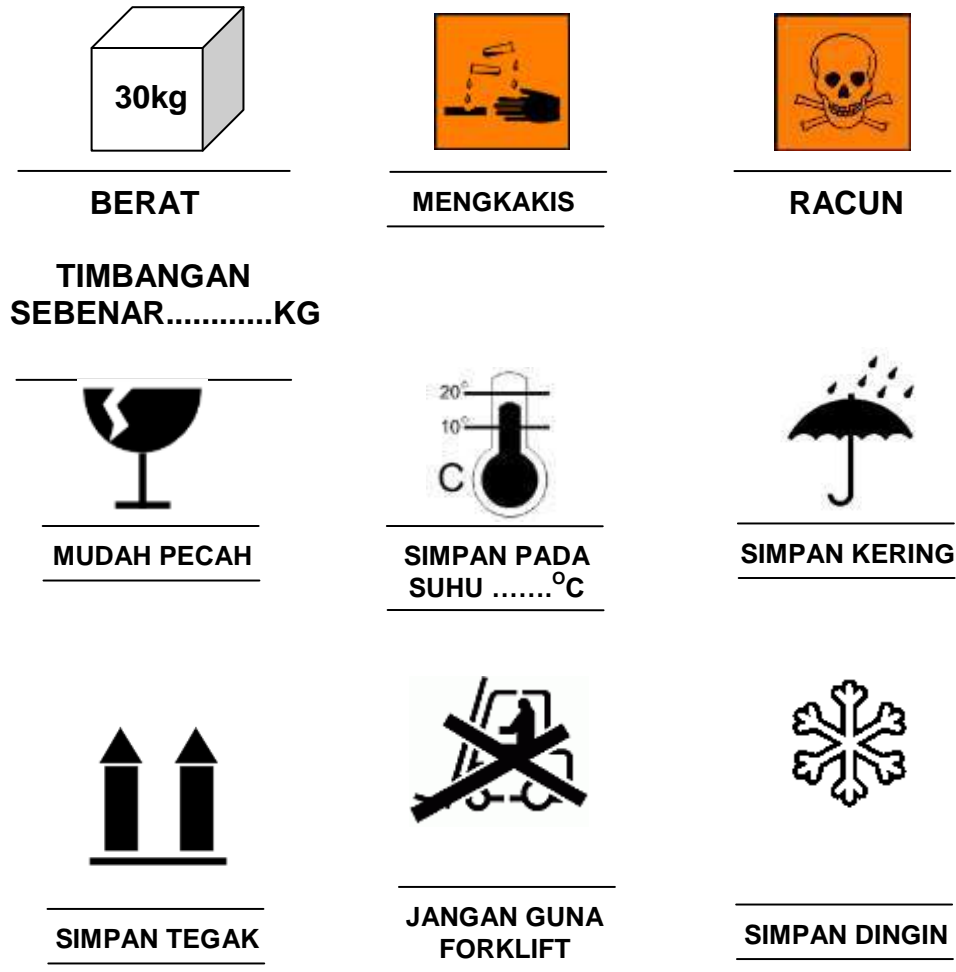 30kg
BERAT
MENGKAKIS
RACUN
TIMBANGAN
SEBENAR............KG
20°
10°
C
MUDAH PECAH
SIMPAN PADA
SUHU .......°C
SIMPAN KERING
SIMPAN TEGAK
JANGAN GUNA
FORKLIFT
SIMPAN DINGIN